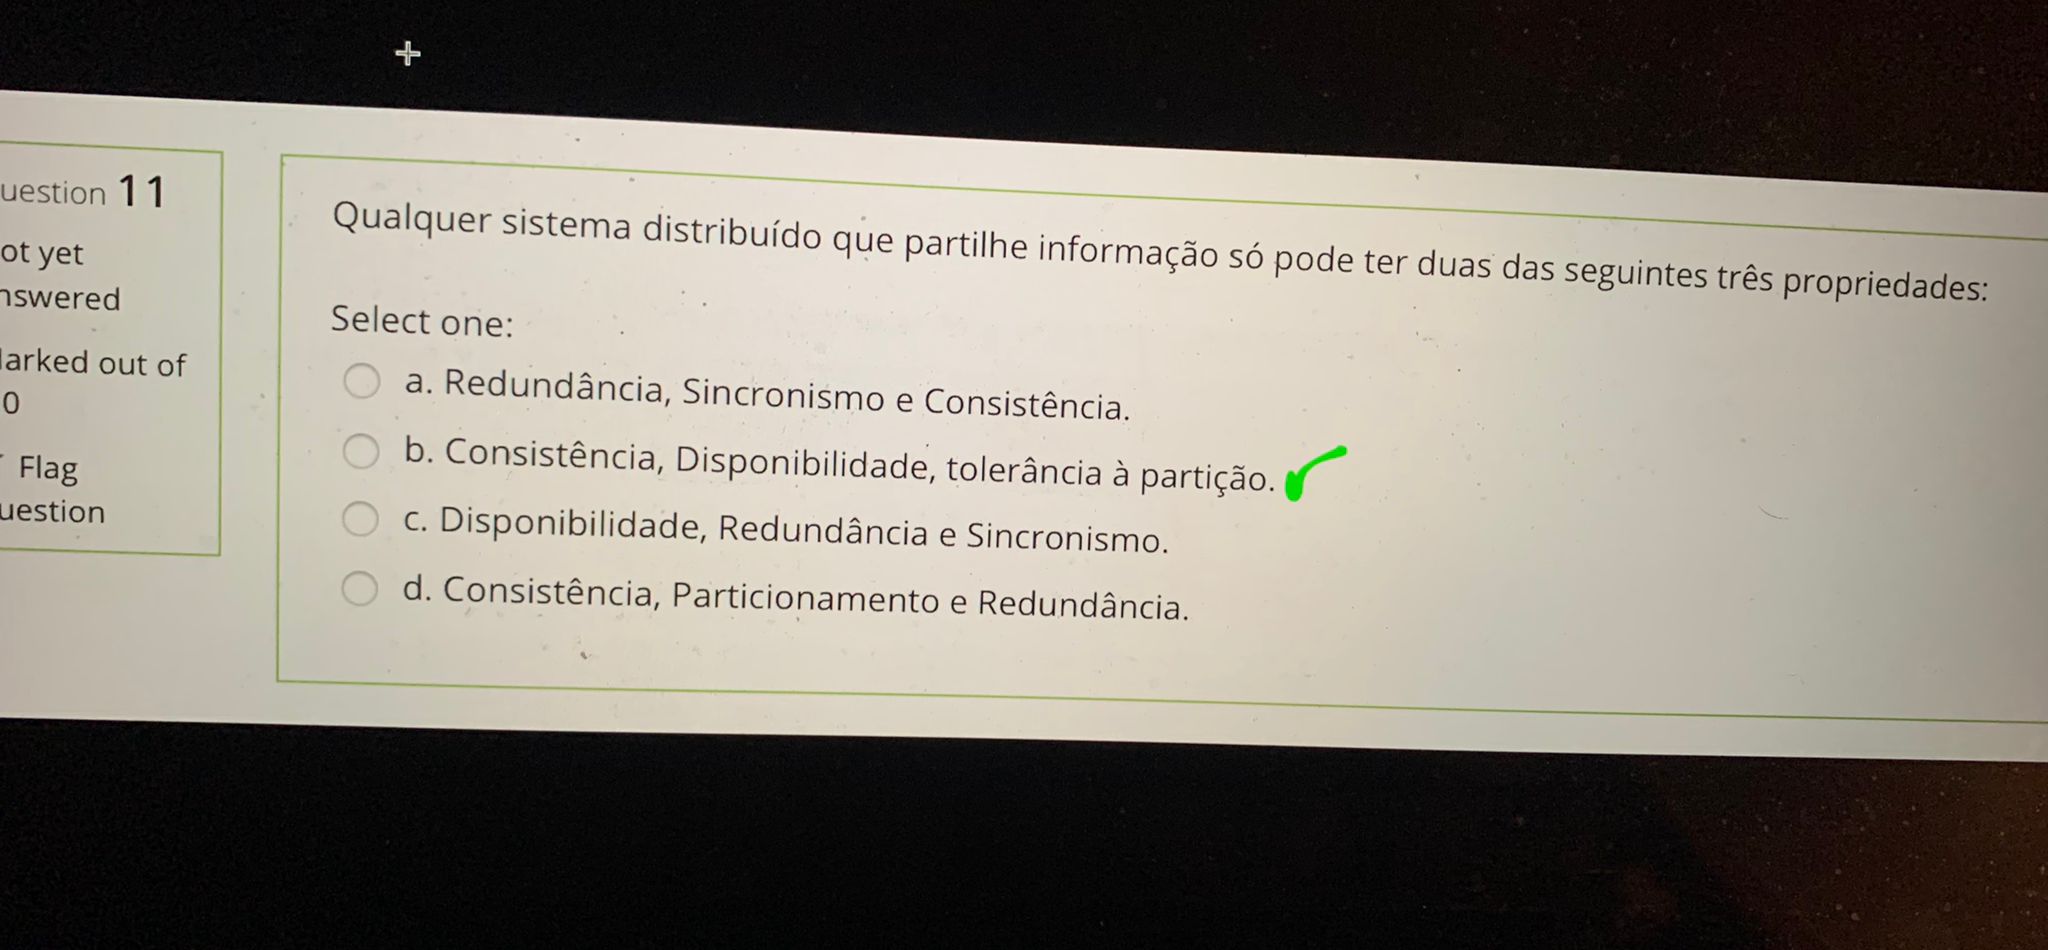 uestion 11
ot yet
nswered
arked out of
0
Flag
uestion
Qualquer sistema distribuído que partilhe informação só pode ter duas das seguintes três propriedades:
Select one:
a. Redundância, Sincronismo e Consistência.
b. Consistência, Disponibilidade, tolerância à partição.
c. Disponibilidade, Redundância e Sincronismo.
d. Consistência, Particionamento e Redundância.